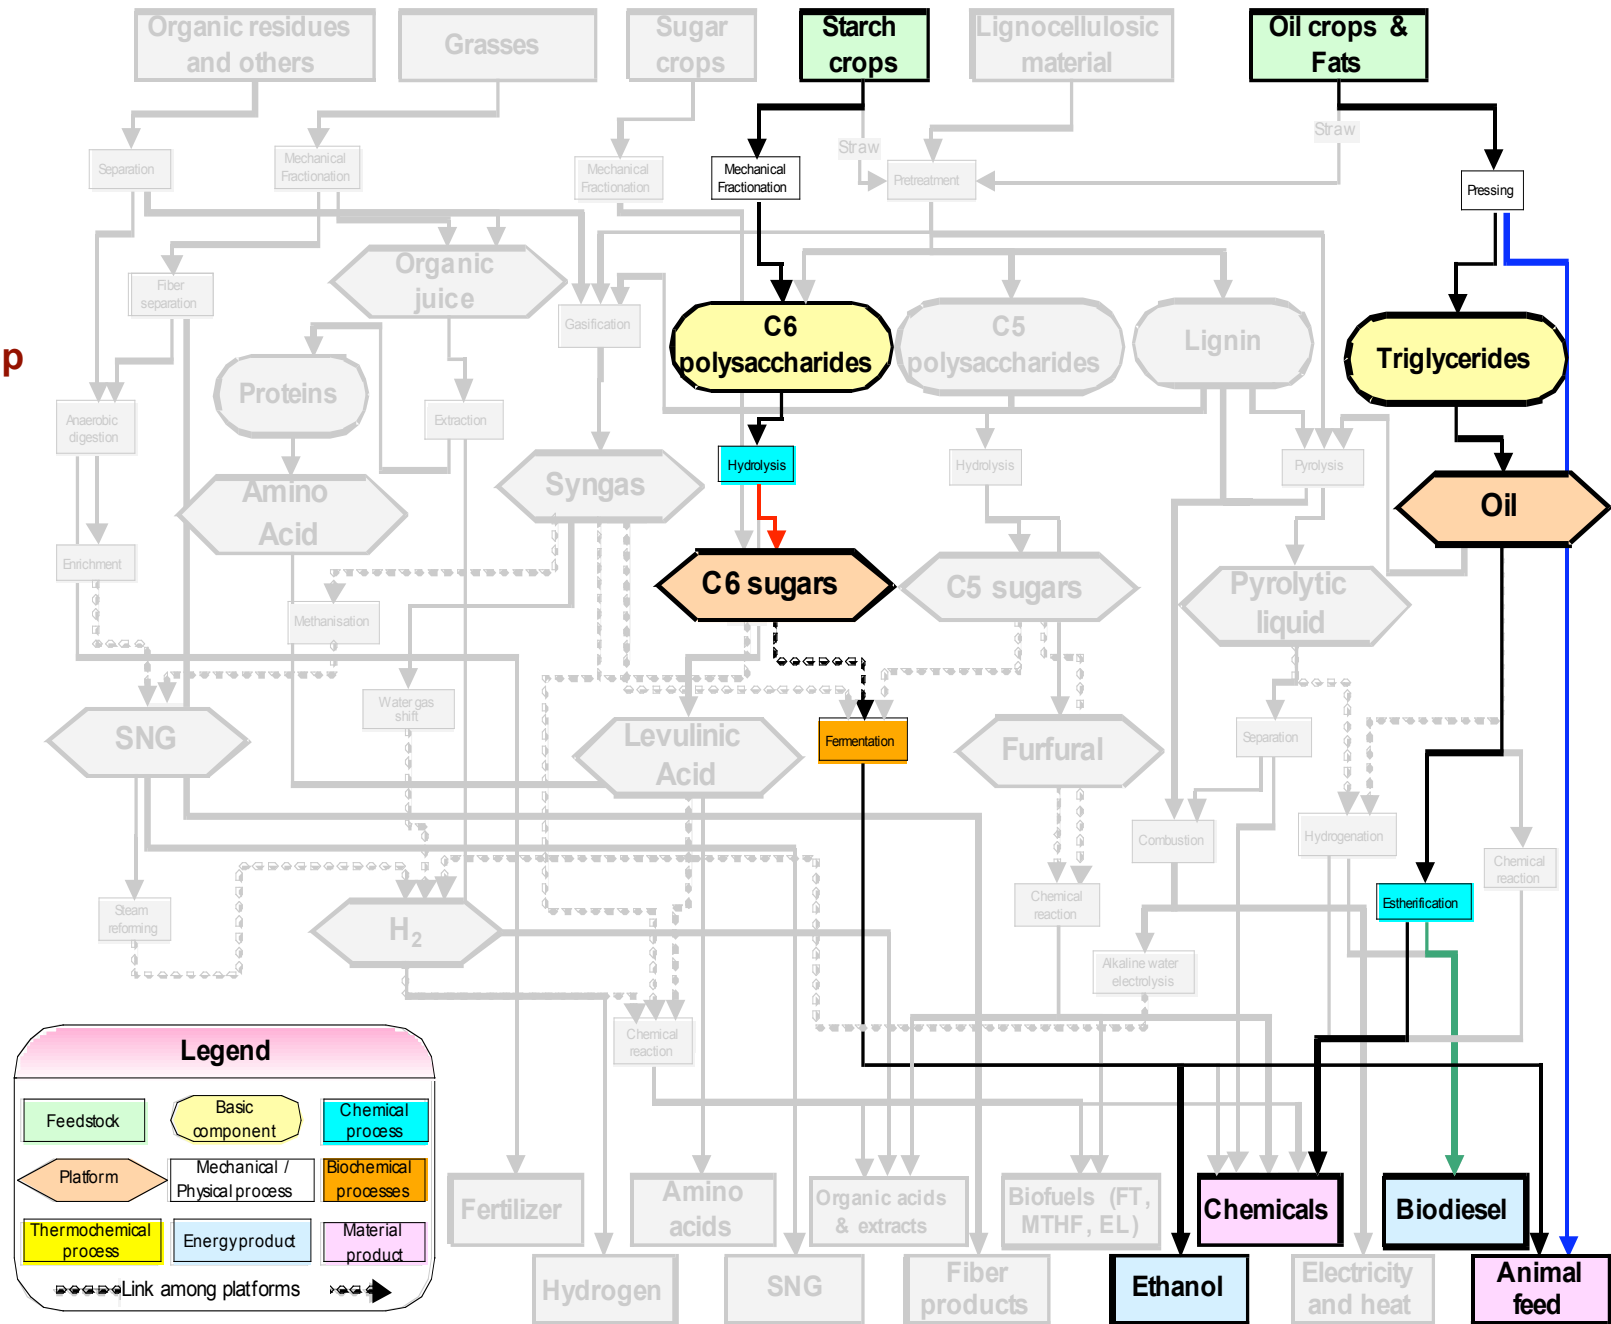 Organic residues
and others
Grasses
Sugar
crops
Starch
crops
Lignocellulosic
material
Oil crops &
Fats
Straw
Straw
Separation
Mechanical
Fractionation
Mechanical
Fractionation
Mechanical
Fractionation
Pretreatment
Pressing
Organic
juice
Fiber
separation
Gasification
C6
polysaccharides
C5
polysaccharides
Lignin
Triglycerides
p
Proteins
Anaerobic
digestion
Extraction
Hydrolysis
Hydrolysis
Pyrolysis
Syngas
Amino
Acid
Oil
Enrichment
Methanisation
C6 sugars
C5 sugars
Pyrolytic
liquid
Water gas
shift
SNG
Levulinic
Acid
Fermentation
Furfural
Separation
Combustion
Hydrogenation
Chemical
reaction
Steam
reforming
H2
Chemical
reaction
Estherification
Alkaline water
electrolysis
Chemical
reaction
Legend
Feedstock
Basic
component
Chemical
process
Platform
Mechanical /
Physical process
Biochemical
processes
Thermochemical
process
Energy product
Material
product
Link among platforms
Fertilizer
Amino
acids
Organic acids
& extracts
Biofuels (FT,
MTHF, EL)
Chemicals
Biodiesel
Hydrogen
SNG
Fiber
products
Ethanol
Electricity
and heat
Animal
feed